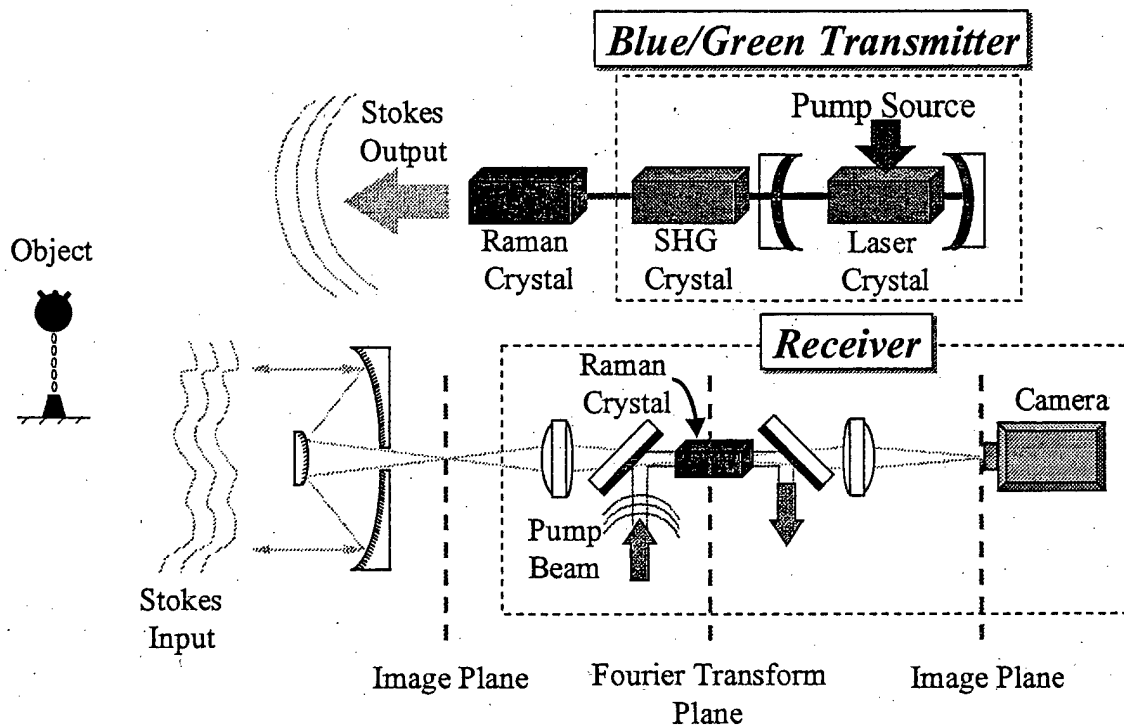 Blue/Green Transmitter
Pump Source
Stokes
Output
Raman
Crystal
SHG
Crystal
Laser
Crystal
Object
Receiver
Raman
Crystal
Camera
Pump
Beam
Stokes
Input
Image Plane
Fourier Transform
Plane
Image Plane